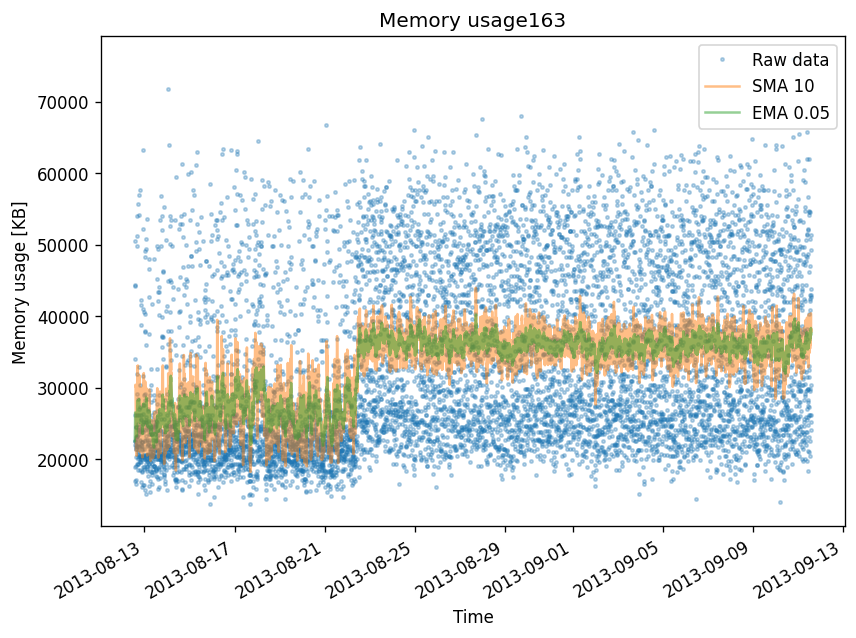 Memory usage163
Raw data
SMA 10
EMA 0.05
Memory usage [KB]
70000
60000
50000
40000
30000
20000
2013-08-13
2013-08-17
2013-08-21
2013-08-25
2013-08-29
2013-09-01
2013-09-05
2013-09-09
2013-09-13
Time